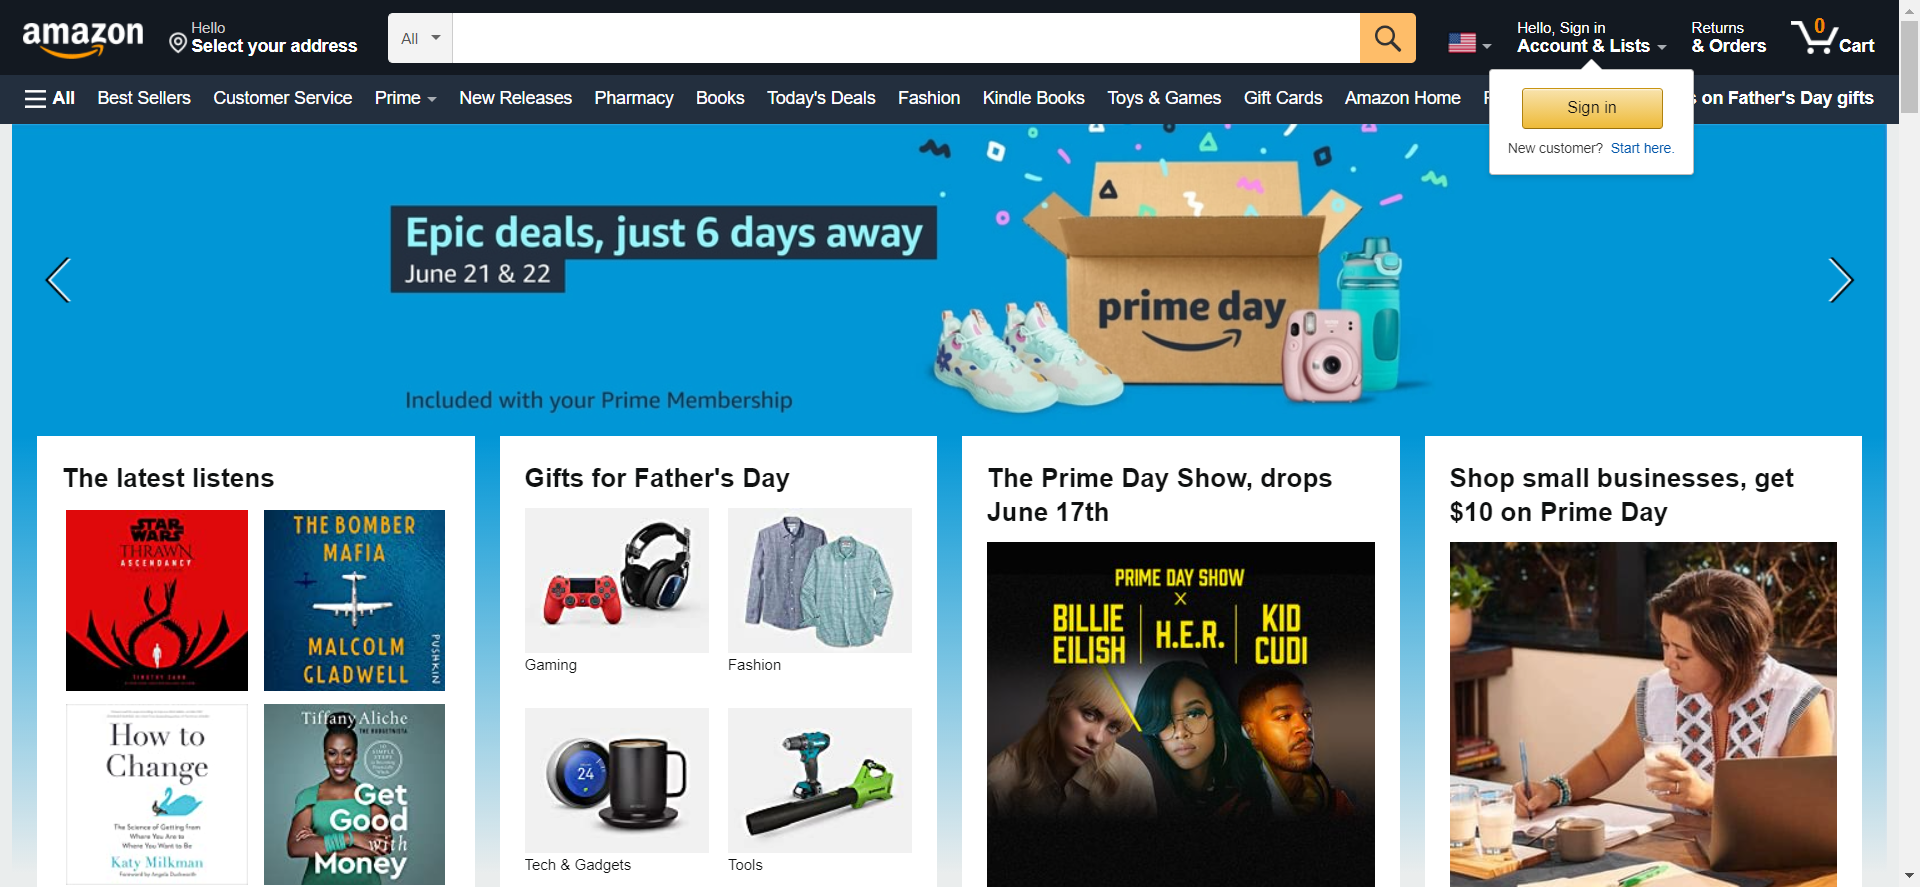 amazon
Hello
Select your address
All
Hello, Sign in
Account & Lists
Returns
& Orders
0
Cart
All
Best Sellers
Customer Service
Prime
New Releases
Pharmacy
Books
Today's Deals
Fashion
Kindle Books
Toys & Games
Gift Cards
Amazon Home
on Father's Day gifts
Sign in
New customer? Start here.
Epic deals, just 6 days away
June 21 & 22
Included with your Prime Membership
prime day
The latest listens
STAR
WARS
THRAWN
ASCENDANCY
TIMOTHY ZAHN
THE BOMBER
MAFIA
MALCOLM
GLADWELL
PUSHKIN
How to
Change
The Science of Getting from
Where You Are to
Where You Want to Be
Katy Milkman
Foreword by Angela Duckworth
Tiffany Aliche
THE BUDGETNISTA
Get
Good
with
Money
Gifts for Father's Day
Gaming
Fashion
24
Tech & Gadgets
Tools
The Prime Day Show, drops
June 17th
PRIME DAY SHOW
X
BILLIE
EILISH
H.E.R.
KID
CUDI
Shop small businesses, get
$10 on Prime Day